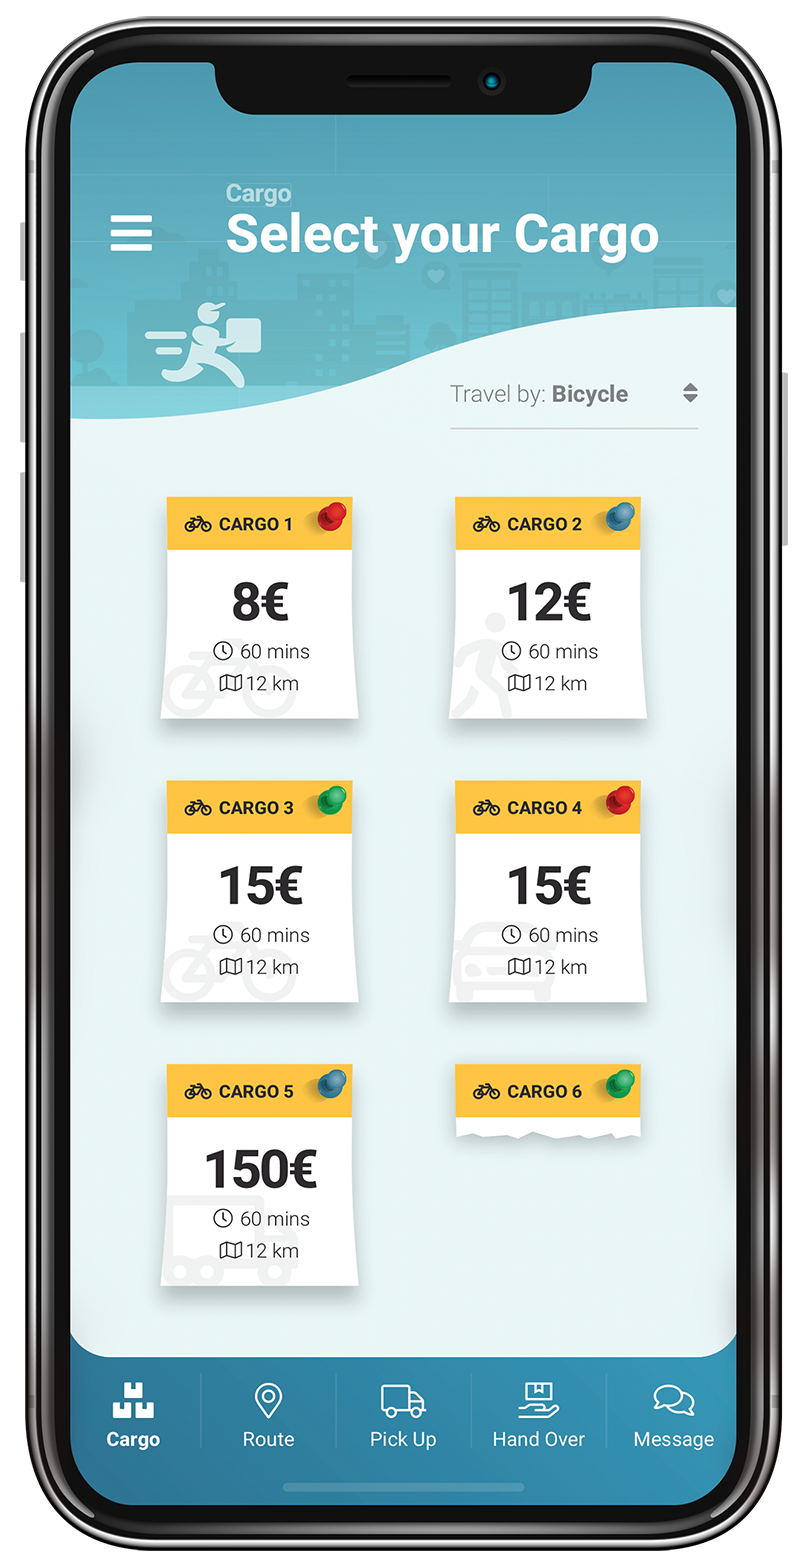 Cargo
Select your Cargo
Travel by: Bicycle
CARGO 1
8€
60 mins
12 km
CARGO 2
12€
60 mins
12 km
CARGO 3
15€
60 mins
12 km
CARGO 4
15€
60 mins
12 km
CARGO 5
150€
60 mins
12 km
CARGO 6
Cargo
Route
Pick Up
Hand Over
Message